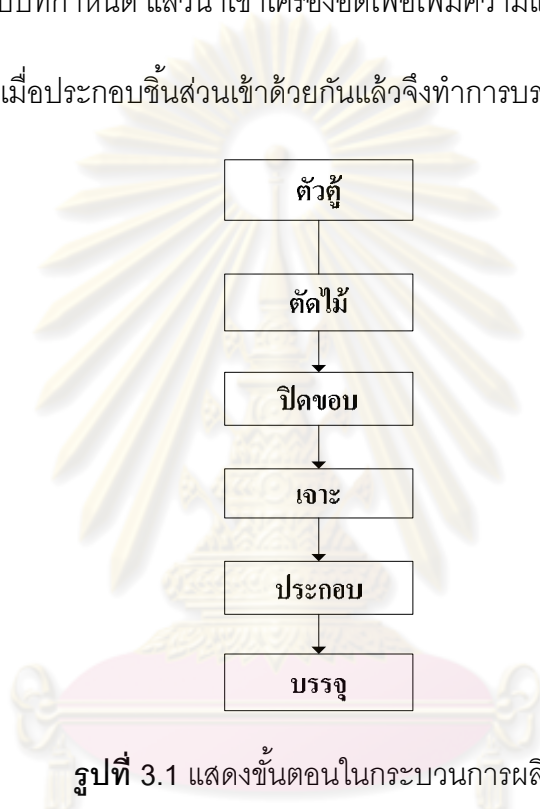 เมื่อประกอบชิ้นส่วนเข้าด้วยกันแล้วจึงทำการ
ตัวตู้
ตัดไม้
ปิดขอบ
เจาะ
ประกอบ
บรรจุ
รูปที่ 3.1 แสดงขั้นตอนในกระบวนการ